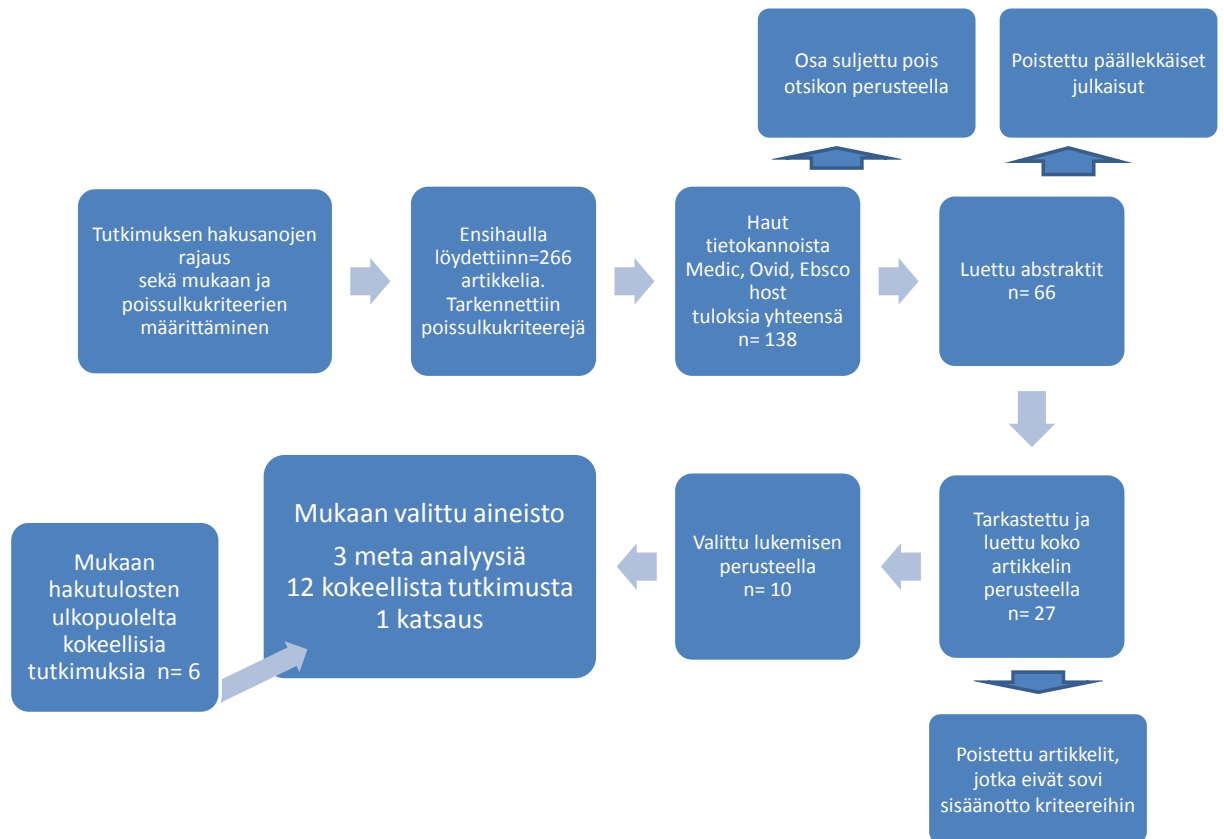 Osa suljettu pois
otsikon perusteella
Poistettu päällekkäiset
julkaisut
Tutkimuksen hakusanojen
rajaus
sekä mukaan ja
poissulkukriteerien
määrittäminen
Ensihaulla
löydettiinn=266
artikkelia.
Tarkennettiin
poissulkukriteerejä
Haut
tietokannoista
Medic, Ovid, Ebsco
host
tuloksia yhteensä
n= 138
Luettu abstraktit
n= 66
Tarkastettu ja
luettu koko
artikkelin
perusteella
n= 27
Poistettu artikkelit,
jotka eivät sovi
sisäänotto kriteereihin
Valittu lukemisen
perusteella
n= 10
Mukaan valittu aineisto
3 meta analyysiä
12 kokeellista tutkimusta
1 katsaus
Mukaan
hakutulosten
ulkopuolelta
kokeellisia
tutkimuksia n= 6